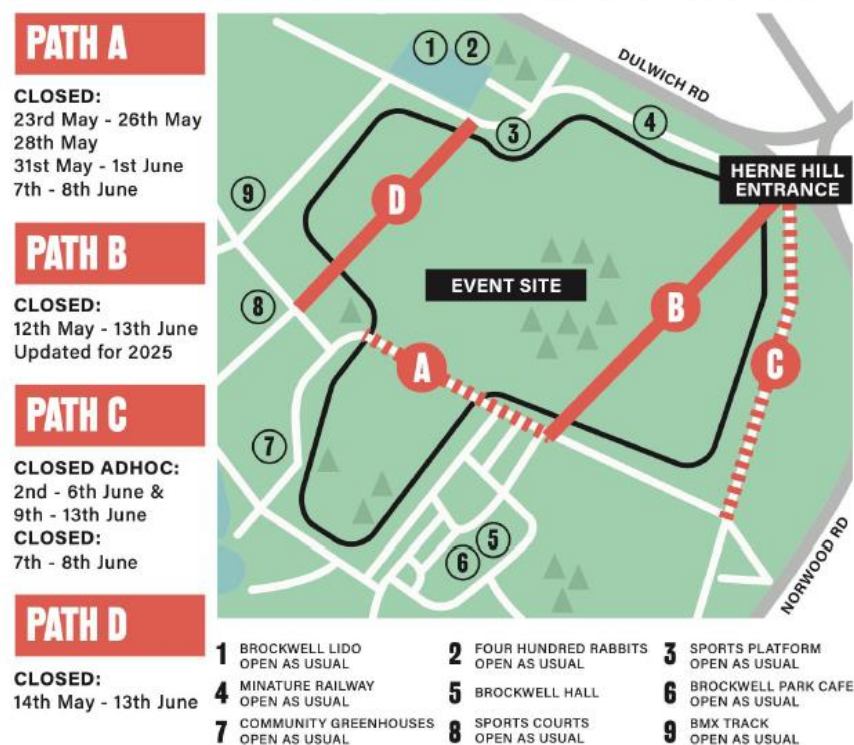 PATH A
CLOSED:
23rd May - 26th May
28th May
31st May - 1st June
7th - 8th June
PATH B
CLOSED:
12th May - 13th June
Updated for 2025
PATH C
CLOSED ADHOC:
2nd - 6th June &
9th - 13th June
CLOSED:
7th - 8th June
PATH D
CLOSED:
14th May - 13th June
1
2
DULWICH RD
3
4
HERNE HILL
ENTRANCE
9
D
EVENT SITE
8
B
A
C
7
5
6
NORWOOD RD
1 BROCKWELL LIDO
OPEN AS USUAL
2 FOUR HUNDRED RABBITS
OPEN AS USUAL
3 SPORTS PLATFORM
OPEN AS USUAL
4 MINATURE RAILWAY
OPEN AS USUAL
5 BROCKWELL HALL
6 BROCKWELL PARK CAFE
OPEN AS USUAL
7 COMMUNITY GREENHOUSES
OPEN AS USUAL
8 SPORTS COURTS
OPEN AS USUAL
9 BMX TRACK
OPEN AS USUAL